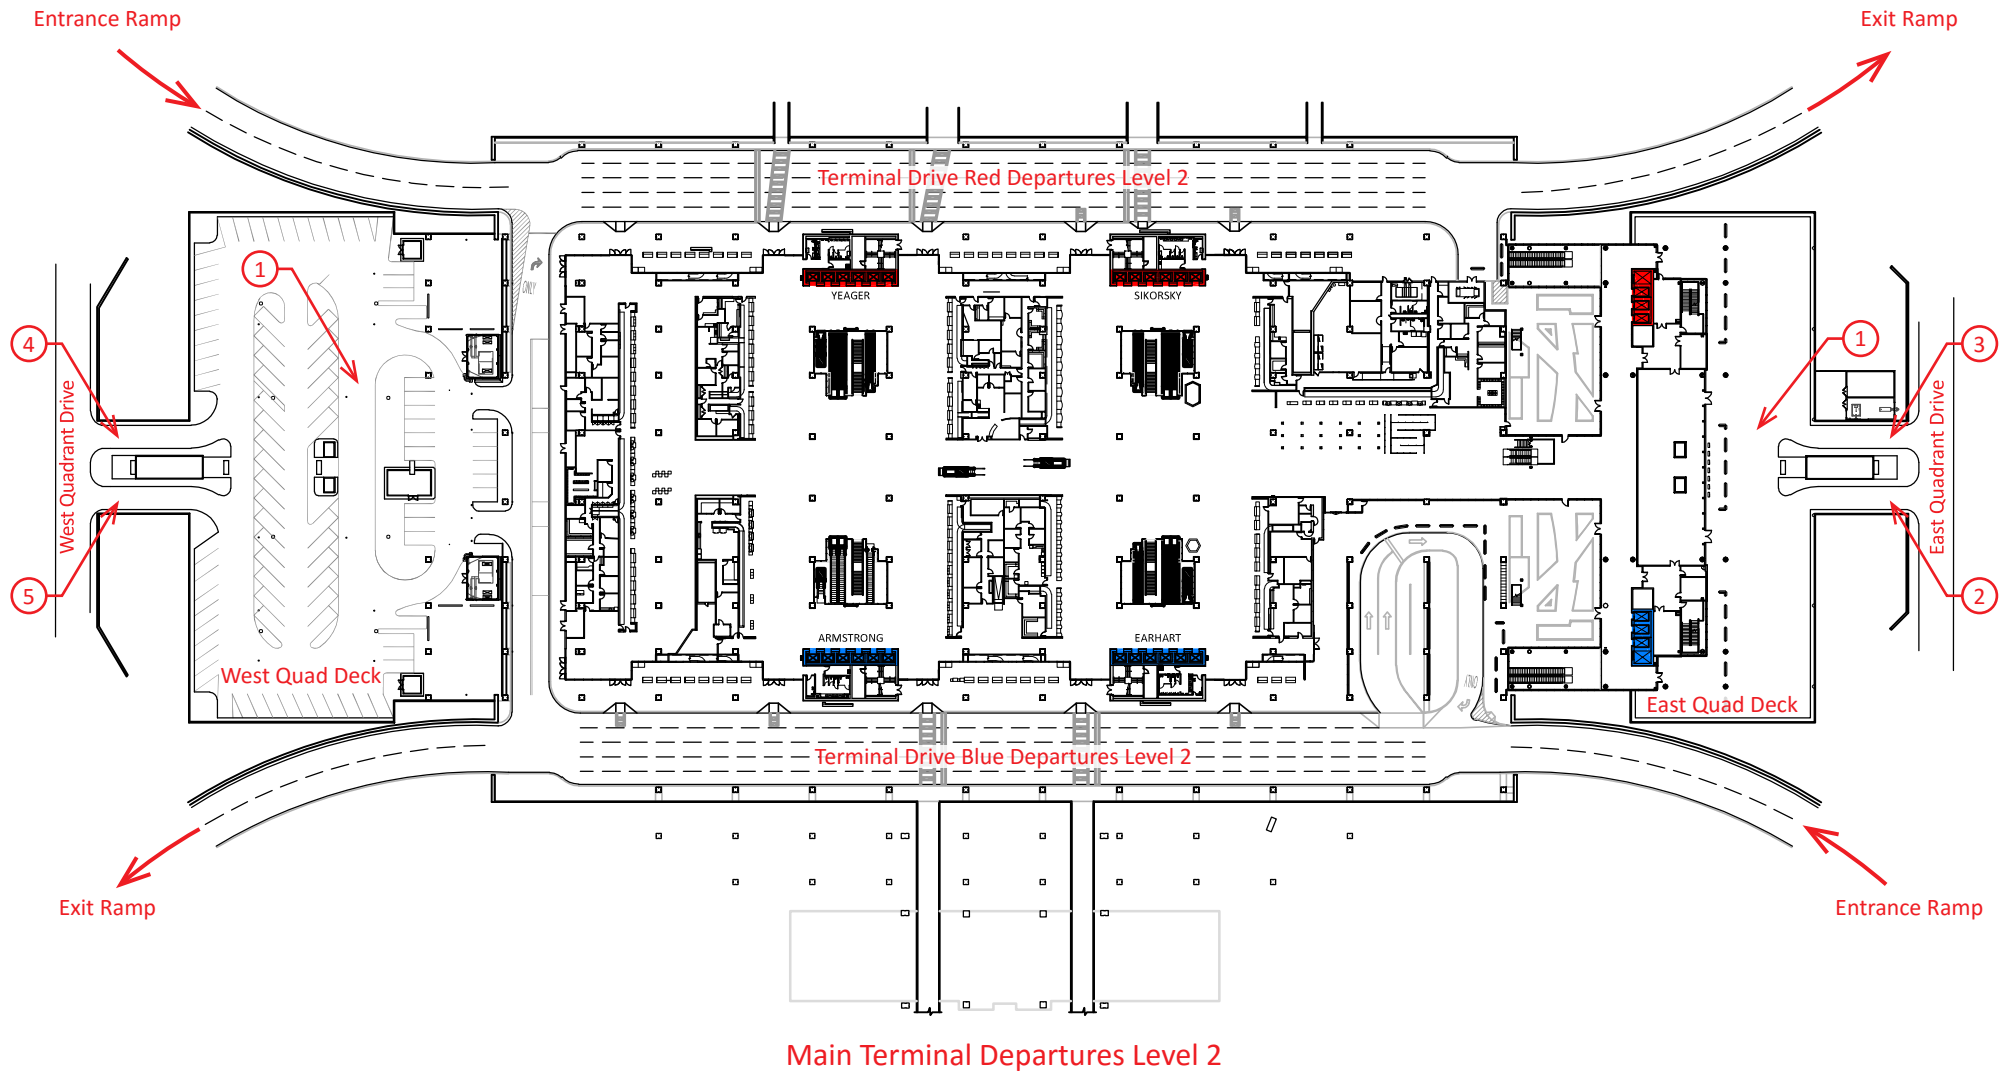 Entrance Ramp
Exit Ramp
Terminal Drive Red Departures Level 2
1
ONLY
YEAGER
SIKORSKY
4
1
3
West Quadrant Drive
East Quadrant Drive
5
2
ARMSTRONG
EARHART
West Quad Deck
ONLY
East Quad Deck
Terminal Drive Blue Departures Level 2
Exit Ramp
Entrance Ramp
Main Terminal Departures Level 2